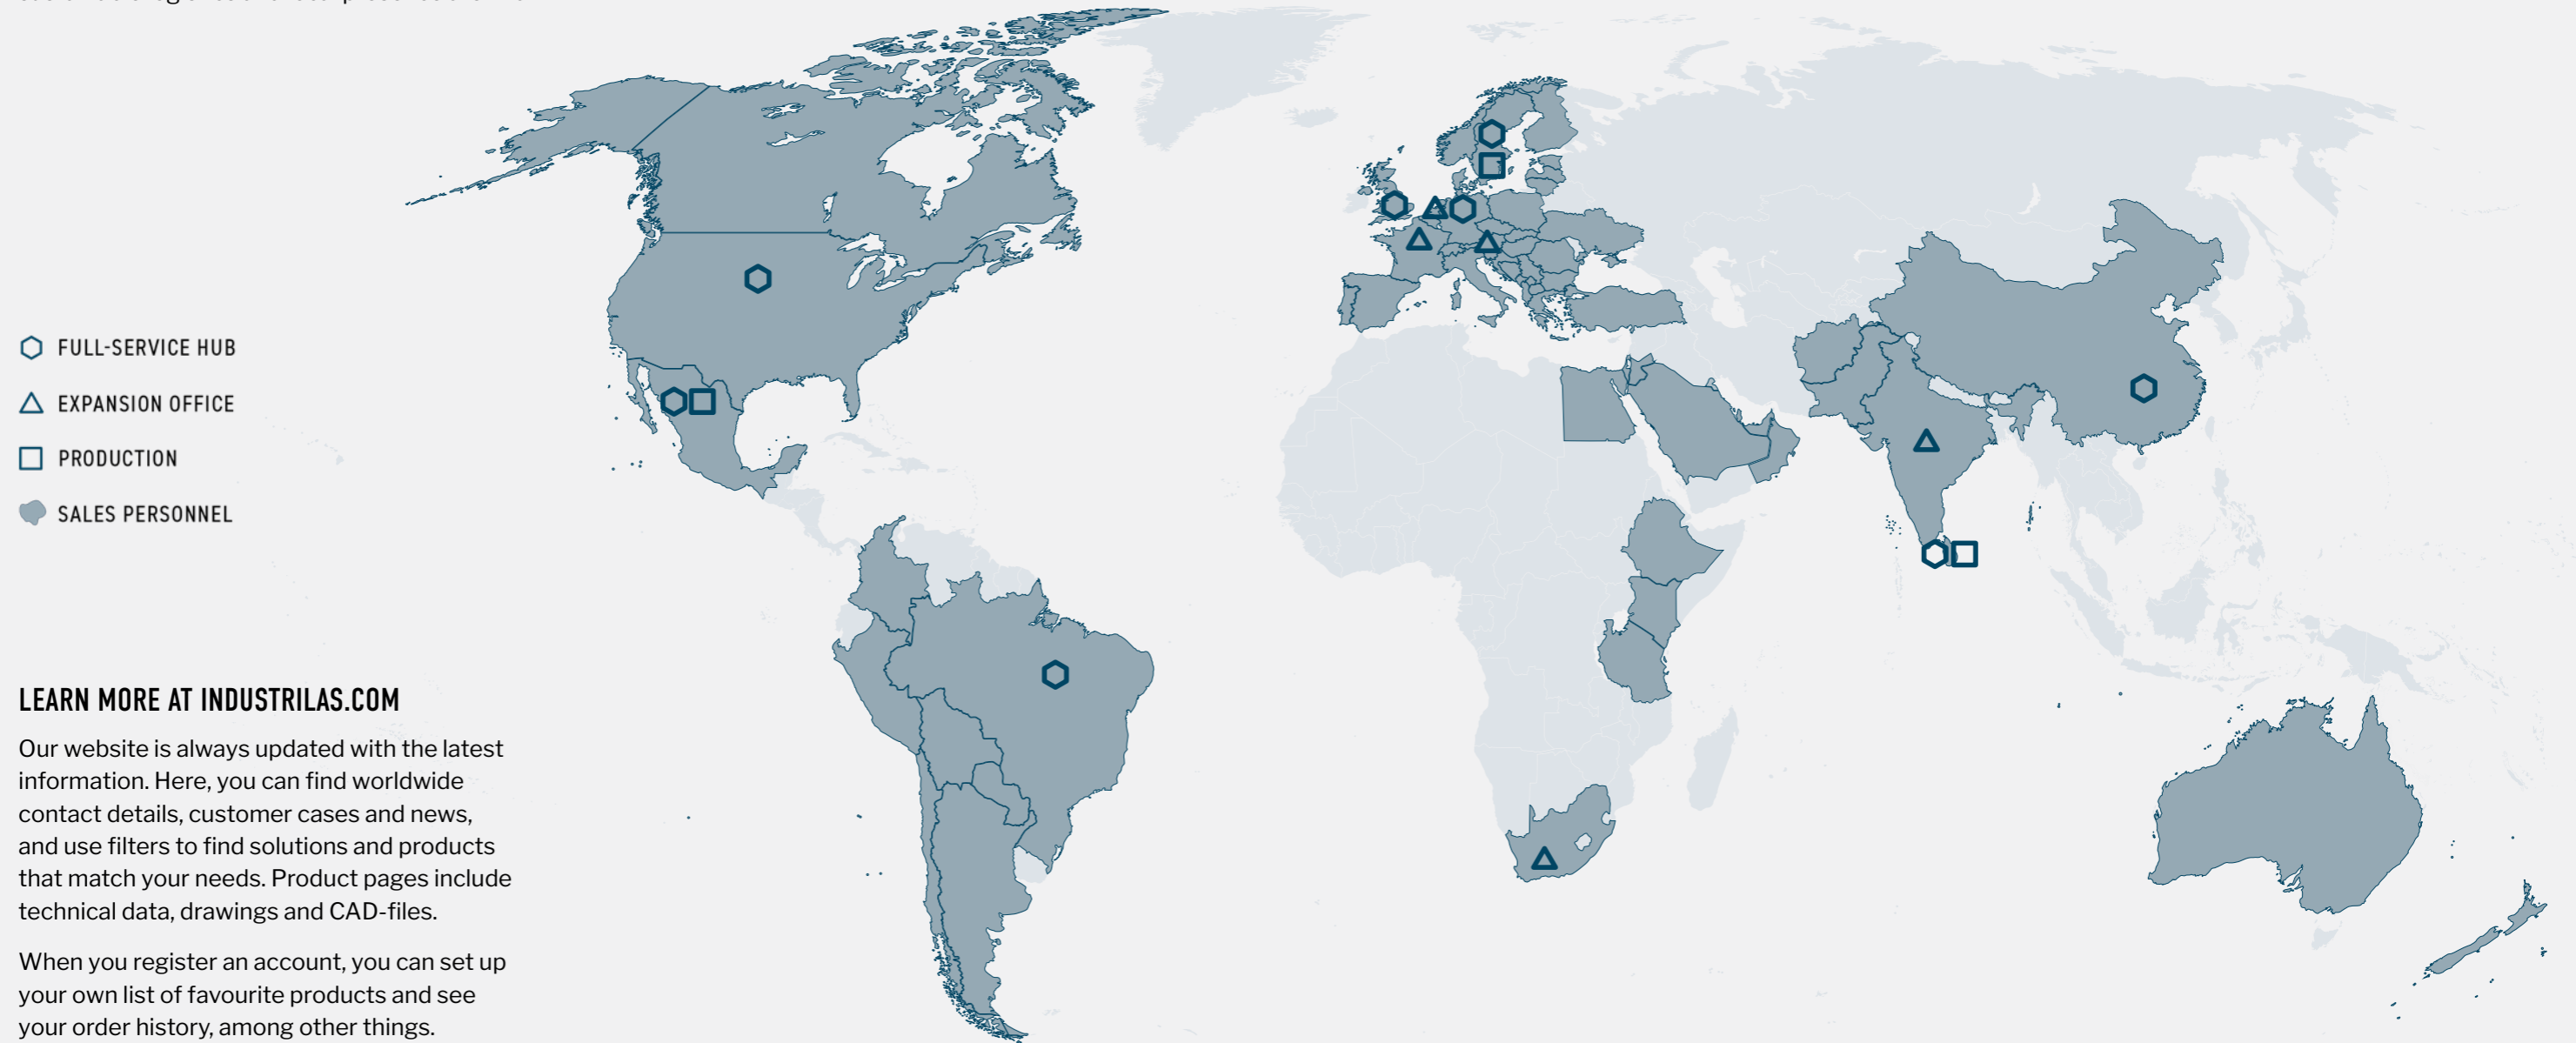 FULL-SERVICE HUB
EXPANSION OFFICE
PRODUCTION
SALES PERSONNEL
LEARN MORE AT INDUSTRILAS.COM
Our website is always updated with the latest
information. Here, you can find worldwide
contact details, customer cases and news,
and use filters to find solutions and products
that match your needs. Product pages include
technical data, drawings and CAD-files.
When you register an account, you can set up
your own list of favourite products and see
your order history, among other things.